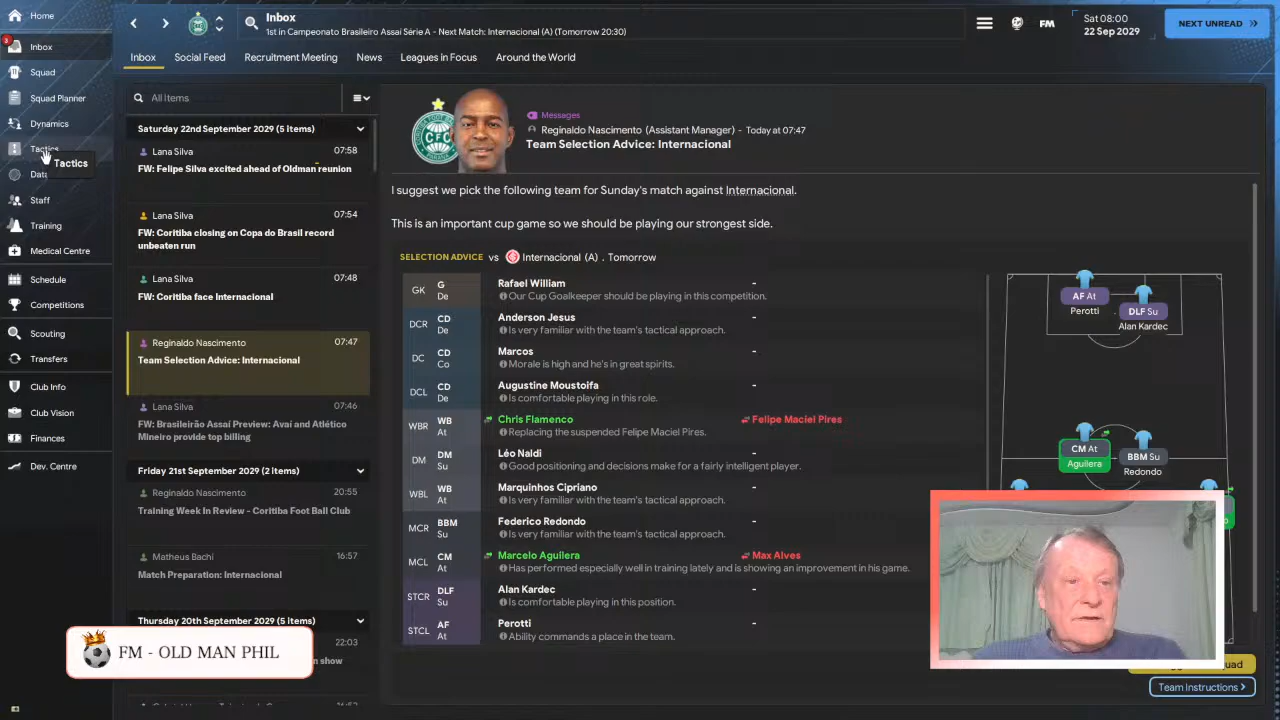 Home
Inbox
3
Squad
Squad Planner
Dynamics
Tactics
Tactics
Staff
Training
Medical Centre
Schedule
Competitions
Scouting
Transfers
Club Info
Club Vision
Finances
Dev. Centre
Inbox
1st in Campeonato Brasileiro Assaí Série A - Next Match: Internacional (A) (Tomorrow 20:30)
FM
Sat 08:00
22 Sep 2029
NEXT UNREAD
Inbox
Social Feed
Recruitment Meeting
News
Leagues in Focus
Around the World
All Items
Saturday 22nd September 2029 (5 items)
Lana Silva 07:58
FW: Felipe Silva excited ahead of Oldman reunion
Lana Silva 07:54
FW: Coritiba closing on Copa do Brasil record
unbeaten run
Lana Silva 07:48
FW: Coritiba face Internacional
Reginaldo Nascimento 07:47
Team Selection Advice: Internacional
Lana Silva 07:46
FW: Brasileirão Assaí Preview: Avaí and Atlético
Mineiro provide top billing
Friday 21st September 2029 (2 items)
Reginaldo Nascimento 20:55
Training Week In Review - Coritiba Foot Ball Club
Matheus Bachi 16:57
Match Preparation: Internacional
Thursday 20th September 2029 (5 items)
22:03
show
FM - OLD MAN PHIL
Messages
Reginaldo Nascimento (Assistant Manager) - Today at 07:47
Team Selection Advice: Internacional
I suggest we pick the following team for Sunday's match against Internacional.
This is an important cup game so we should be playing our strongest side.
SELECTION ADVICE vs Internacional (A) . Tomorrow
GK G De Rafael William -
Our Cup Goalkeeper should be playing in this competition.
DCR CD De Anderson Jesus -
Is very familiar with the team's tactical approach.
DC CD Co Marcos -
Morale is high and he's in great spirits.
DCL CD De Augustine Moustoifa -
Is comfortable playing in this role.
WBR WB At Chris Flamenco Felipe Maciel Pires
Replacing the suspended Felipe Maciel Pires.
DM DM Su Léo Naldi -
Good positioning and decisions make for a fairly intelligent player.
WBL WB At Marquinhos Cipriano -
Is very familiar with the team's tactical approach.
MCR BBM Su Federico Redondo -
Is very familiar with the team's tactical approach.
MCL CM At Marcelo Aguilera Max Alves
Has performed especially well in training lately and is showing an improvement in his game.
STCR DLF Su Alan Kardec -
Is comfortable playing in this position.
STCL AF At Perotti -
Ability commands a place in the team.
AF At
Perotti
DLF Su
Alan Kardec
CM At
Aguilera
BBM Su
Redondo
Team Instructions